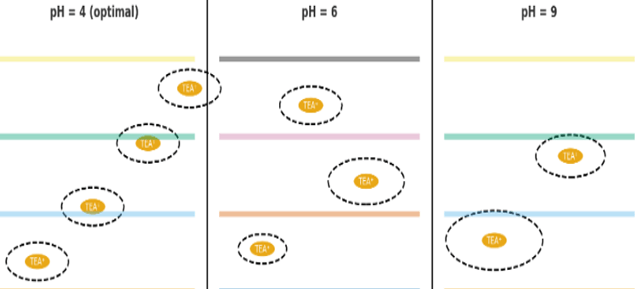 pH = 4 (optimal)
pH = 6
pH = 9
TEA⁺
TEA⁺
TEA⁺
TEA⁺
TEA⁺
TEA⁺
TEA⁺
TEA⁺
TEA⁺